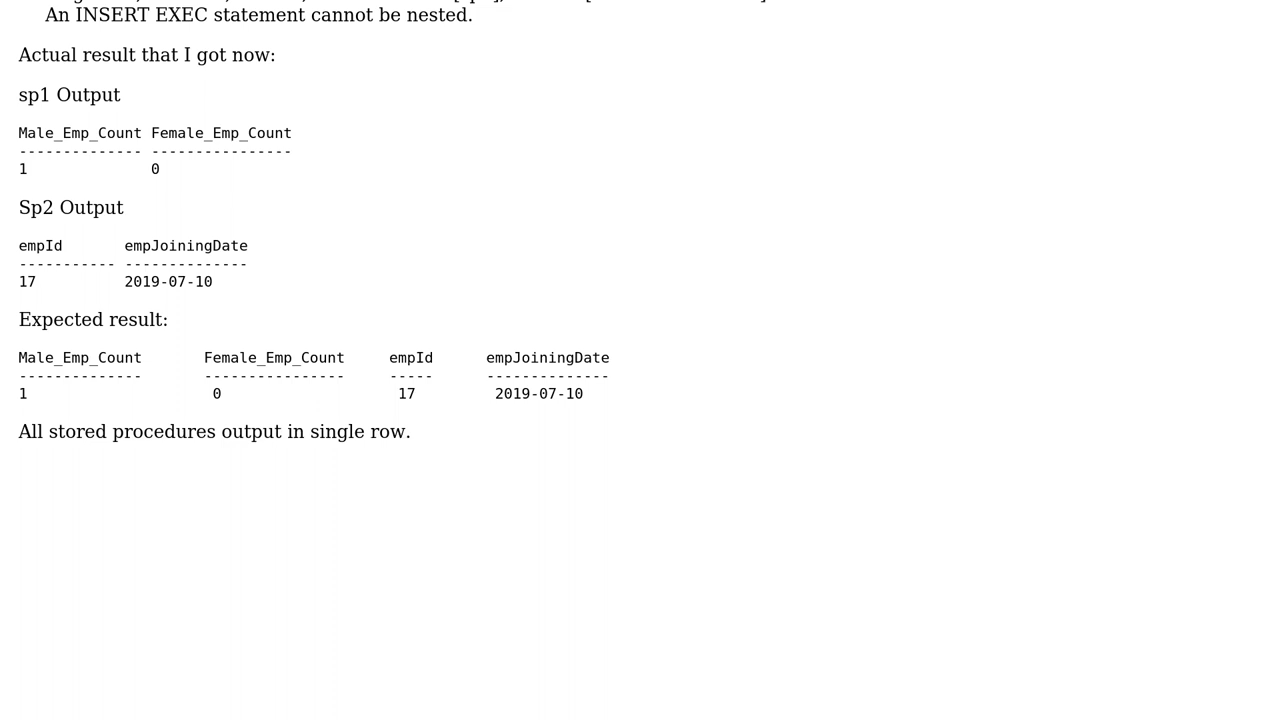 An INSERT EXEC statement cannot be nested.
Actual result that I got now:
sp1 Output
Male_Emp_Count Female_Emp_Count
-------------- ----------------
1              0
Sp2 Output
empId       empJoiningDate
----------- --------------
17          2019-07-10
Expected result:
Male_Emp_Count       Female_Emp_Count     empId      empJoiningDate
--------------       ----------------     -----      --------------
1                     0                    17         2019-07-10
All stored procedures output in single row.